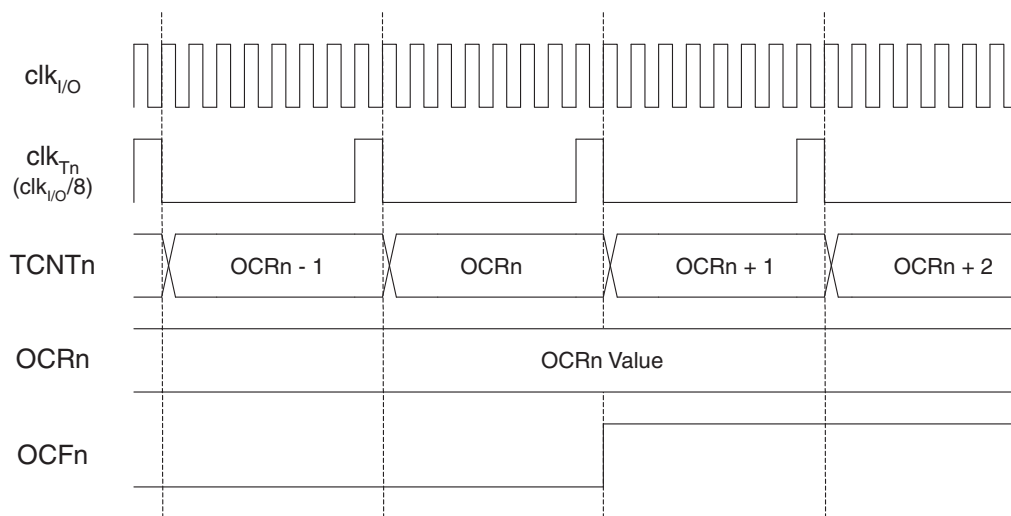 clkI/O
clkTn
(clkI/O/8)
TCNTn
OCRn - 1
OCRn
OCRn + 1
OCRn + 2
OCRn
OCRn Value
OCFn